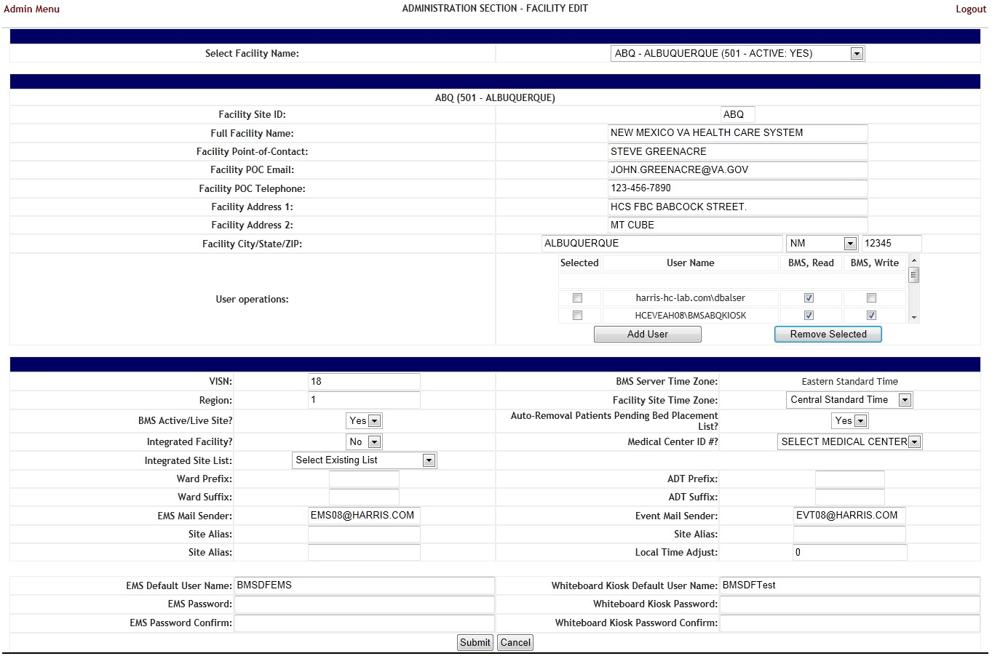 Admin Menu ADMINISTRATION SECTION - FACILITY EDIT Logout
Select Facility Name: ABQ - ALBUQUERQUE (501 - ACTIVE: YES)
ABQ (501 - ALBUQUERQUE)
Facility Site ID: ABQ
Full Facility Name: NEW MEXICO VA HEALTH CARE SYSTEM
Facility Point-of-Contact: STEVE GREENACRE
Facility POC Email: JOHN.GREENACRE@VA.GOV
Facility POC Telephone: 123-456-7890
Facility Address 1: HCS FBC BABCOCK STREET.
Facility Address 2: MT CUBE
Facility City/State/ZIP: ALBUQUERQUE NM 12345
Selected User Name BMS, Read BMS, Write
User operations:
harris-hc-lab.com\dbalser
HCEVEAH08\BMSABQKIOSK
Add User Remove Selected
VISN: 18 BMS Server Time Zone: Eastern Standard Time
Region: 1 Facility Site Time Zone: Central Standard Time
BMS Active/Live Site? Yes Auto-Removal Patients Pending Bed Placement
List? Yes
Integrated Facility? No Medical Center ID #? SELECT MEDICAL CENTER
Integrated Site List: Select Existing List
Ward Prefix: ADT Prefix:
Ward Suffix: ADT Suffix:
EMS Mail Sender: EMS08@HARRIS.COM Event Mail Sender: EVT08@HARRIS.COM
Site Alias: Site Alias:
Site Alias: Local Time Adjust: 0
EMS Default User Name: BMSDFEMS Whiteboard Kiosk Default User Name: BMSDFTest
EMS Password: Whiteboard Kiosk Password:
EMS Password Confirm: Whiteboard Kiosk Password Confirm:
Submit Cancel